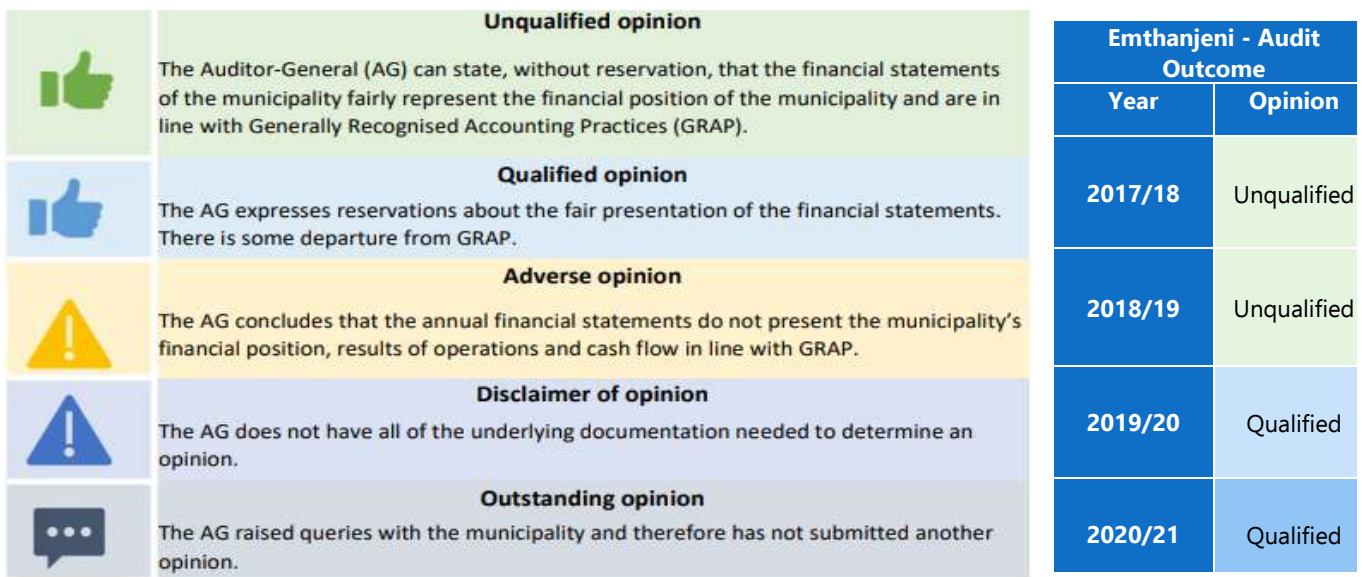 Unqualified opinion
The Auditor-General (AG) can state, without reservation, that the financial statements
of the municipality fairly represent the financial position of the municipality and are in
line with Generally Recognised Accounting Practices (GRAP).
Qualified opinion
The AG expresses reservations about the fair presentation of the financial statements.
There is some departure from GRAP.
Adverse opinion
The AG concludes that the annual financial statements do not present the municipality's
financial position, results of operations and cash flow in line with GRAP.
Disclaimer of opinion
The AG does not have all of the underlying documentation needed to determine an
opinion.
Outstanding opinion
The AG raised queries with the municipality and therefore has not submitted another
opinion.
Emthanjeni - Audit
Outcome
Year Opinion
2017/18 Unqualified
2018/19 Unqualified
2019/20 Qualified
2020/21 Qualified